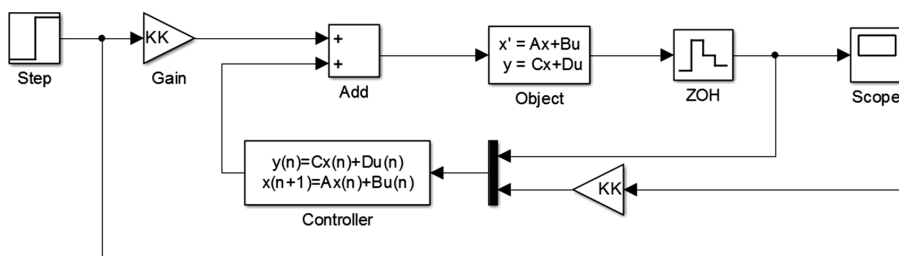 Step
KK
Gain
+
+
Add
x' = Ax+Bu
y = Cx+Du
Object
ZOH
Scope
y(n)=Cx(n)+Du(n)
x(n+1)=Ax(n)+Bu(n)
Controller
KK